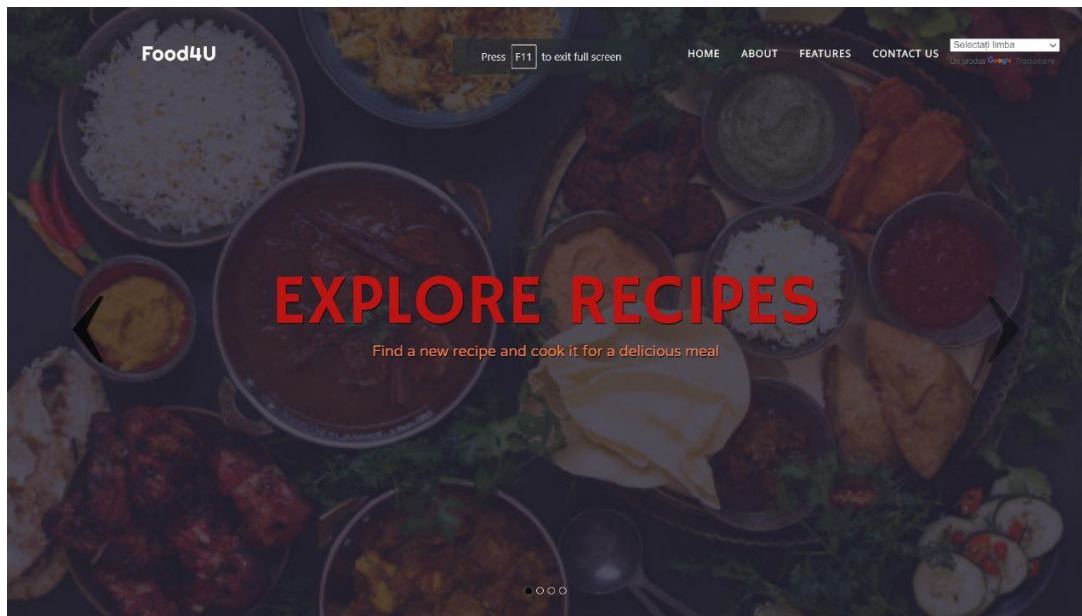 Food4U
Press F11 to exit full screen
HOME ABOUT FEATURES CONTACT US
Selectați limba
Un produs Google Traducere
EXPLORE RECIPES
Find a new recipe and cook it for a delicious meal